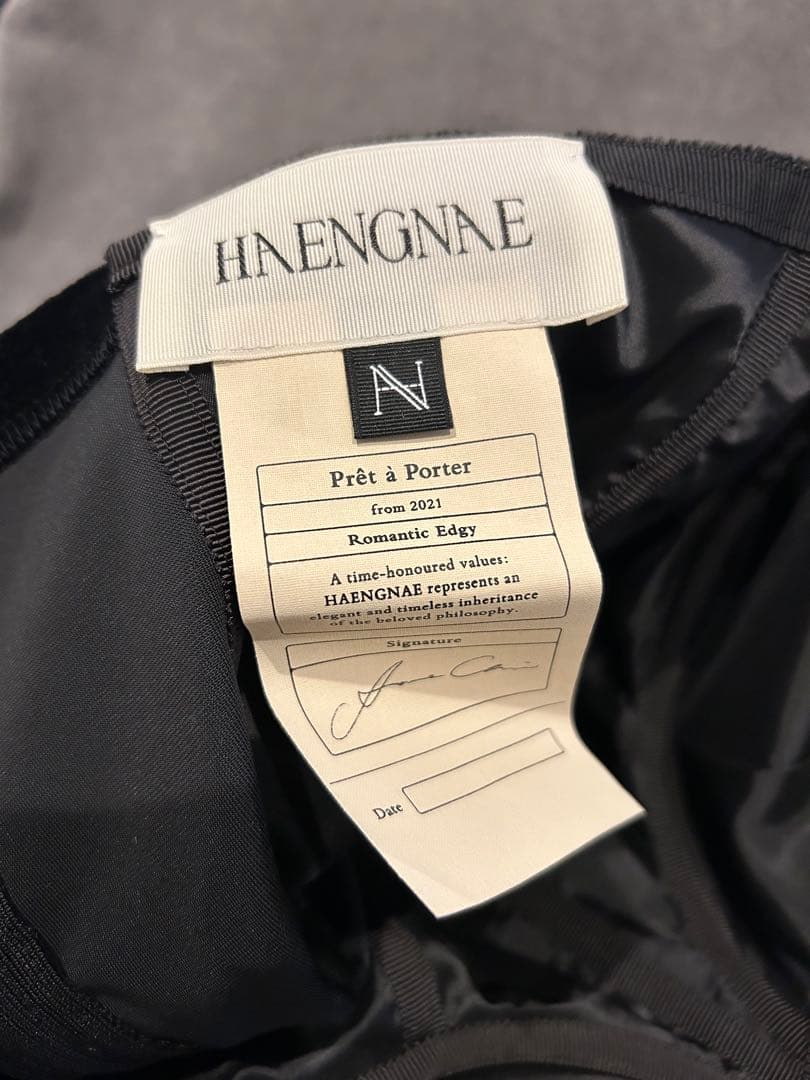 HAENGNAE
Prêt à Porter
from 2021
Romantic Edgy
A time-honoured values:
HAENGNAE represents an
elegant and timeless inheritance
of the beloved philosophy.
Signature
Date